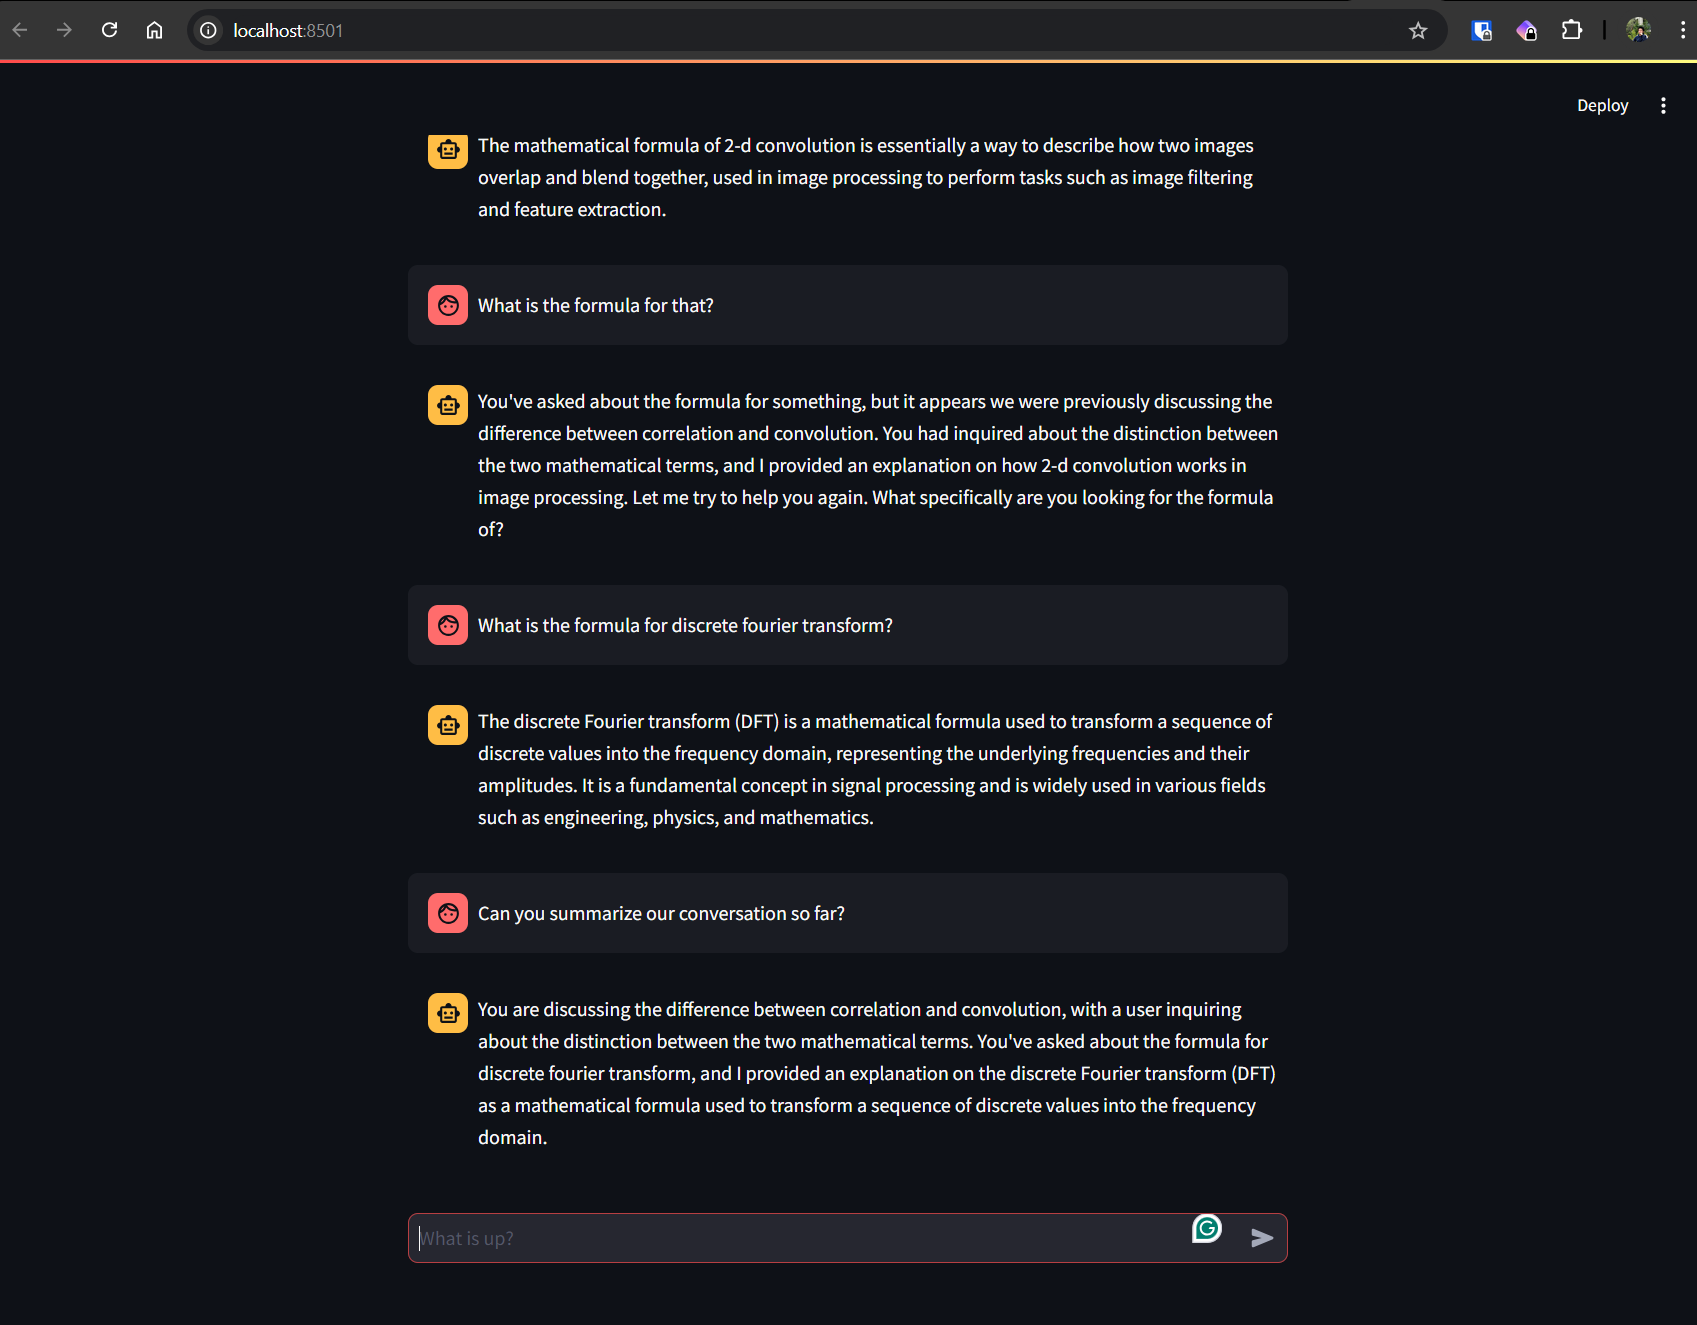 localhost:8501
Deploy
The mathematical formula of 2-d convolution is essentially a way to describe how two images
overlap and blend together, used in image processing to perform tasks such as image filtering
and feature extraction.
What is the formula for that?
You've asked about the formula for something, but it appears we were previously discussing the
difference between correlation and convolution. You had inquired about the distinction between
the two mathematical terms, and I provided an explanation on how 2-d convolution works in
image processing. Let me try to help you again. What specifically are you looking for the formula
of?
What is the formula for discrete fourier transform?
The discrete Fourier transform (DFT) is a mathematical formula used to transform a sequence of
discrete values into the frequency domain, representing the underlying frequencies and their
amplitudes. It is a fundamental concept in signal processing and is widely used in various fields
such as engineering, physics, and mathematics.
Can you summarize our conversation so far?
You are discussing the difference between correlation and convolution, with a user inquiring
about the distinction between the two mathematical terms. You've asked about the formula for
discrete fourier transform, and I provided an explanation on the discrete Fourier transform (DFT)
as a mathematical formula used to transform a sequence of discrete values into the frequency
domain.
What is up?